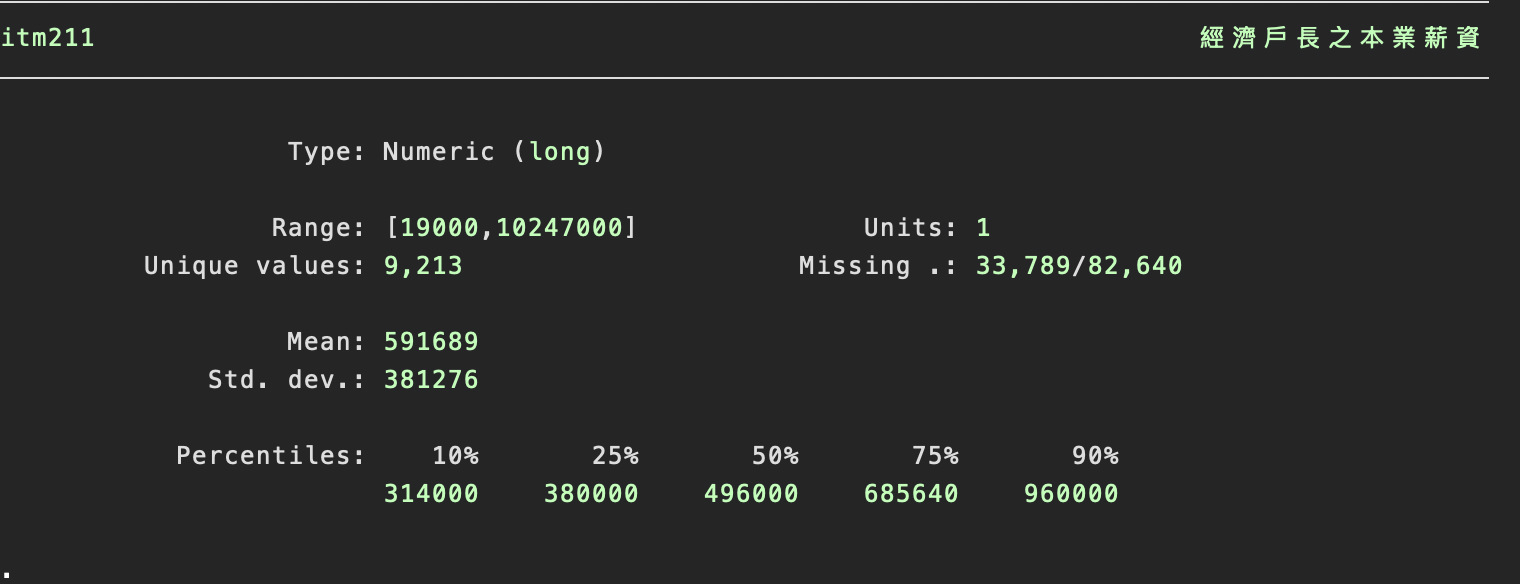 itm211 經濟戶長之本業薪資
Type: Numeric (long)
Range: [19000,10247000] Units: 1
Unique values: 9,213 Missing .: 33,789/82,640
Mean: 591689
Std. dev.: 381276
Percentiles: 10% 25% 50% 75% 90%
314000 380000 496000 685640 960000
.